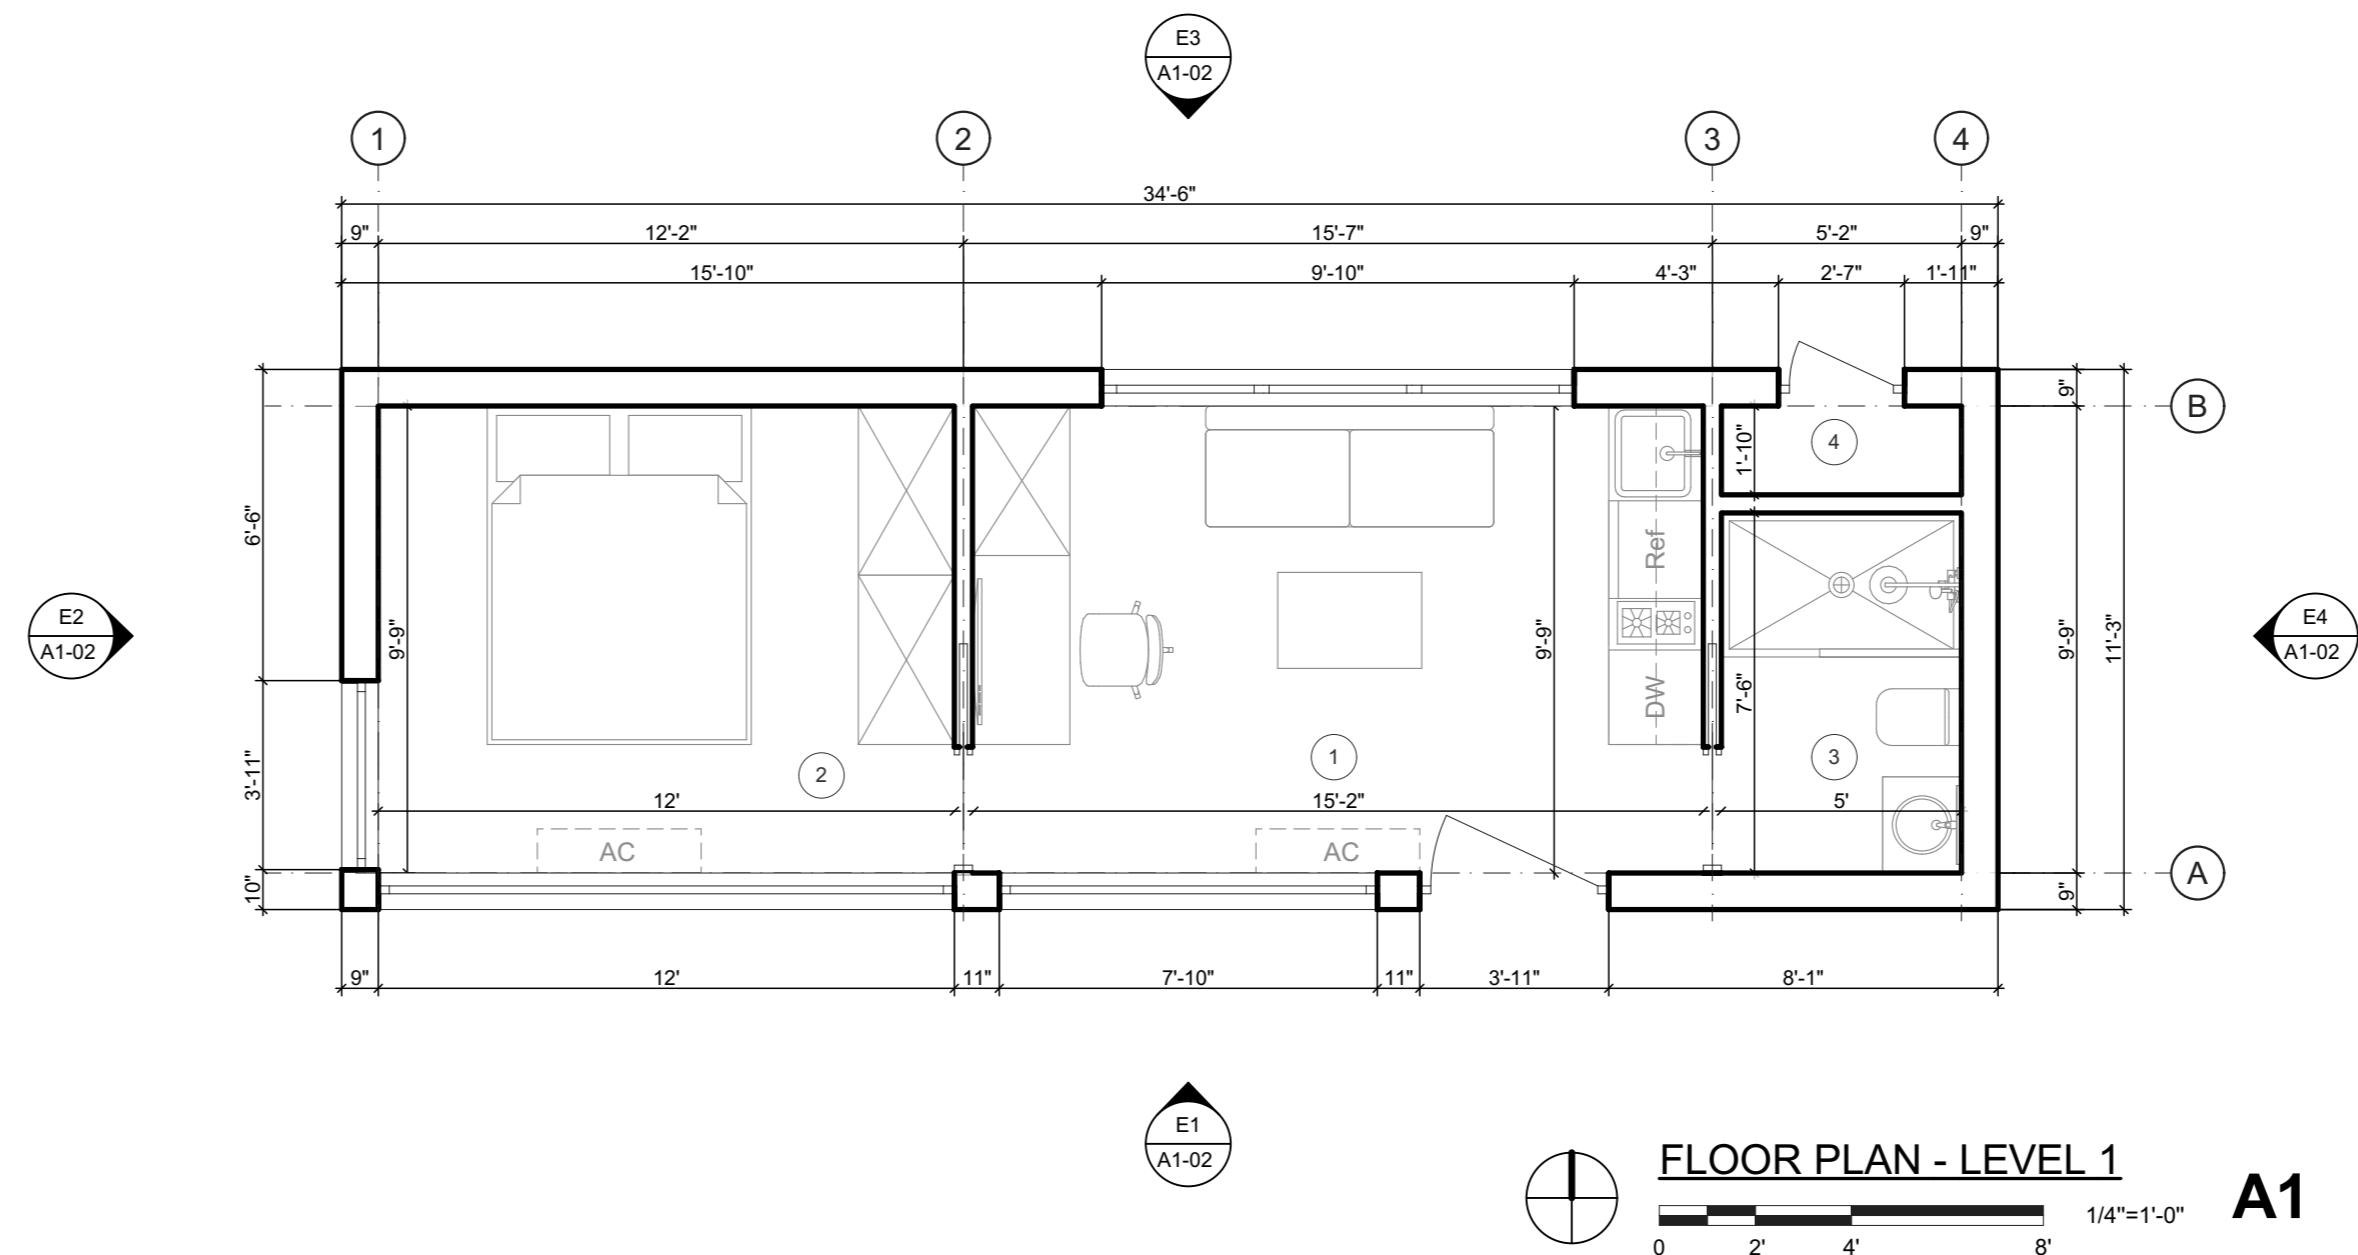 E3
A1-02
1
2
3
4
34'-6"
9"
12'-2"
15'-7"
5'-2"
9"
15'-10"
9'-10"
4'-3"
2'-7"
1'-11"
9"
B
4
1'-10"
6'-6"
Ref
E2
A1-02
9'-9"
9'-9"
9'-9"
11'-3"
E4
A1-02
DW
7'-6"
3'-11"
2
1
3
12'
15'-2"
5'
AC
AC
10"
9"
A
9"
12'
11"
7'-10"
11"
3'-11"
8'-1"
E1
A1-02
FLOOR PLAN - LEVEL 1
A1
1/4"=1'-0"
0 2' 4' 8'